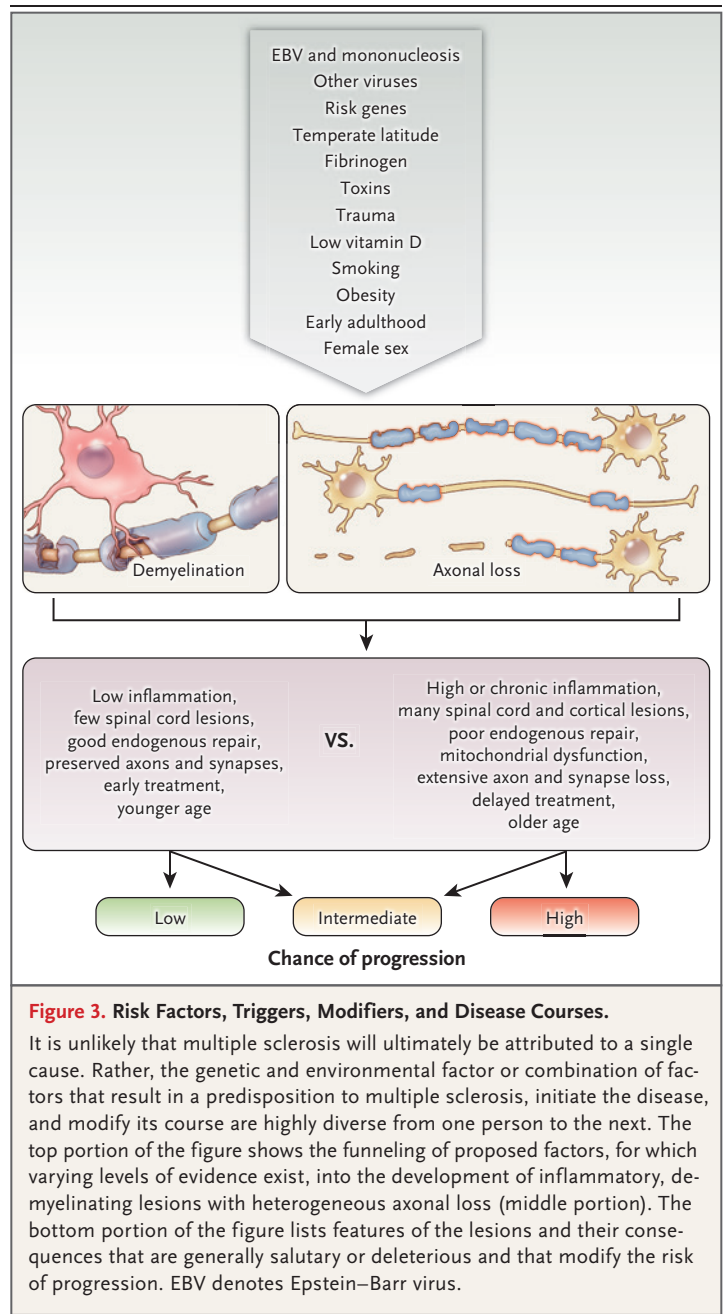 EBV and mononucleosis
Other viruses
Risk genes
Temperate latitude
Fibrinogen
Toxins
Trauma
Low vitamin D
Smoking
Obesity
Early adulthood
Female sex
Demyelination
Axonal loss
Low inflammation,
few spinal cord lesions,
good endogenous repair,
preserved axons and synapses,
early treatment,
younger age
VS.
High or chronic inflammation,
many spinal cord and cortical lesions,
poor endogenous repair,
mitochondrial dysfunction,
extensive axon and synapse loss,
delayed treatment,
older age
Low
Intermediate
High
Chance of progression
Figure 3. Risk Factors, Triggers, Modifiers, and Disease Courses.
It is unlikely that multiple sclerosis will ultimately be attributed to a single
cause. Rather, the genetic and environmental factor or combination of fac-
tors that result in a predisposition to multiple sclerosis, initiate the disease,
and modify its course are highly diverse from one person to the next. The
top portion of the figure shows the funneling of proposed factors, for which
varying levels of evidence exist, into the development of inflammatory, de-
myelinating lesions with heterogeneous axonal loss (middle portion). The
bottom portion of the figure lists features of the lesions and their conse-
quences that are generally salutary or deleterious and that modify the risk
of progression. EBV denotes Epstein–Barr virus.